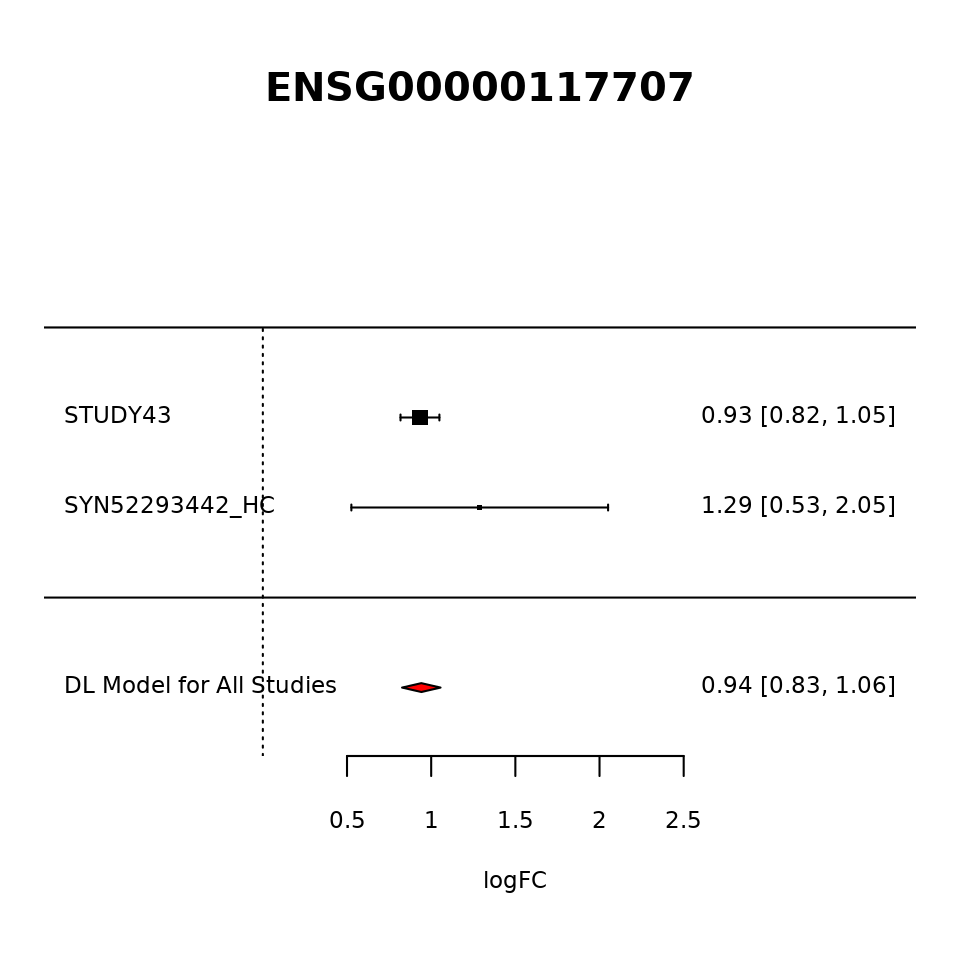 ENSG00000117707
STUDY43 0.93 [0.82, 1.05]
SYN52293442_HC 1.29 [0.53, 2.05]
DL Model for All Studies 0.94 [0.83, 1.06]
0.5 1 1.5 2 2.5
logFC